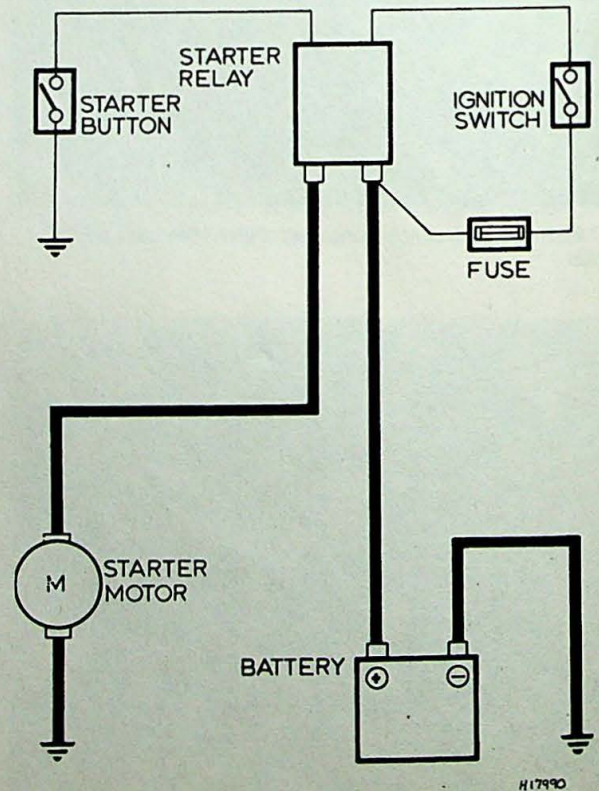 STARTER
RELAY
STARTER
BUTTON
IGNITION
SWITCH
FUSE
M
STARTER
MOTOR
BATTERY
+
−
H17990